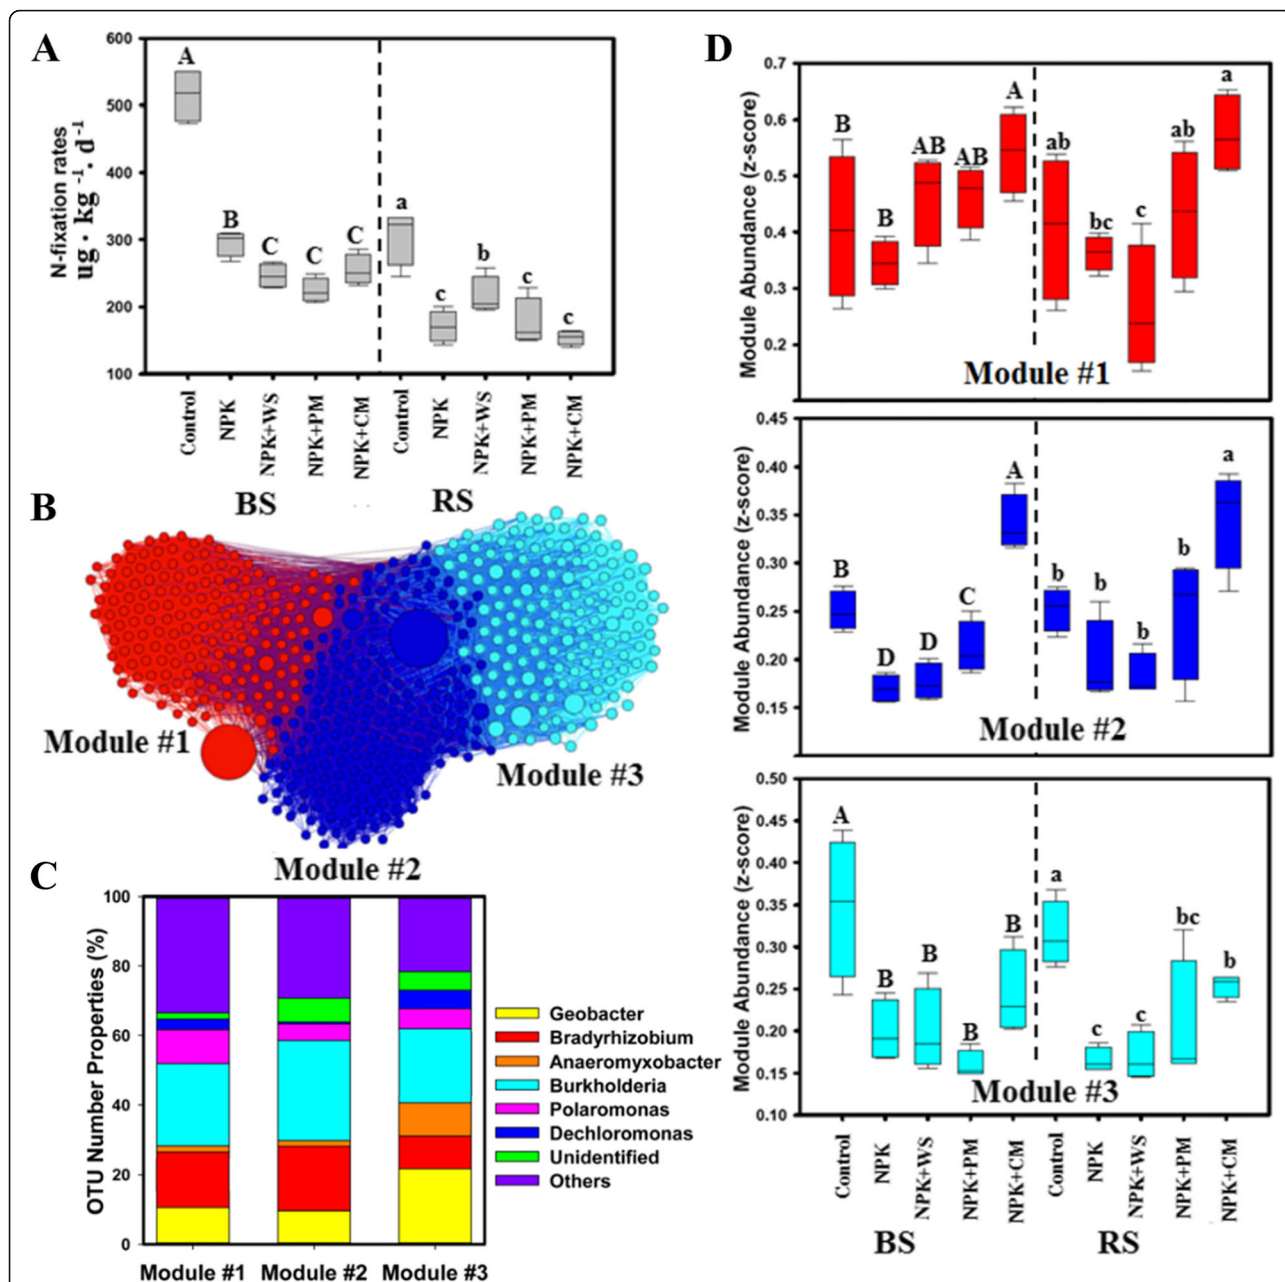 A
N-fixation rates
ug · kg -1 · d -1
600
500
400
300
200
100
A
B
C
C
C
a
c
b
c
c
Control
NPK
NPK+WS
NPK+PM
NPK+CM
Control
NPK
NPK+WS
NPK+PM
NPK+CM
BS
RS
B
Module #1
Module #2
Module #3
C
OTU Number Properties (%)
100
80
60
40
20
0
Module #1
Module #2
Module #3
Geobacter
Bradyrhizobium
Anaeromyxobacter
Burkholderia
Polaromonas
Dechloromonas
Unidentified
Others
D
Module Abundance (z-score)
0.7
0.6
0.5
0.4
0.3
0.2
B
B
AB
AB
A
ab
bc
c
ab
a
Module #1
Module Abundance (z-score)
0.45
0.40
0.35
0.30
0.25
0.20
0.15
B
D
D
C
A
b
b
b
b
a
Module #2
Module Abundance (z-score)
0.50
0.45
0.40
0.35
0.30
0.25
0.20
0.15
0.10
A
B
B
B
B
a
c
c
bc
b
Module #3
Control
NPK
NPK+WS
NPK+PM
NPK+CM
Control
NPK
NPK+WS
NPK+PM
NPK+CM
BS
RS